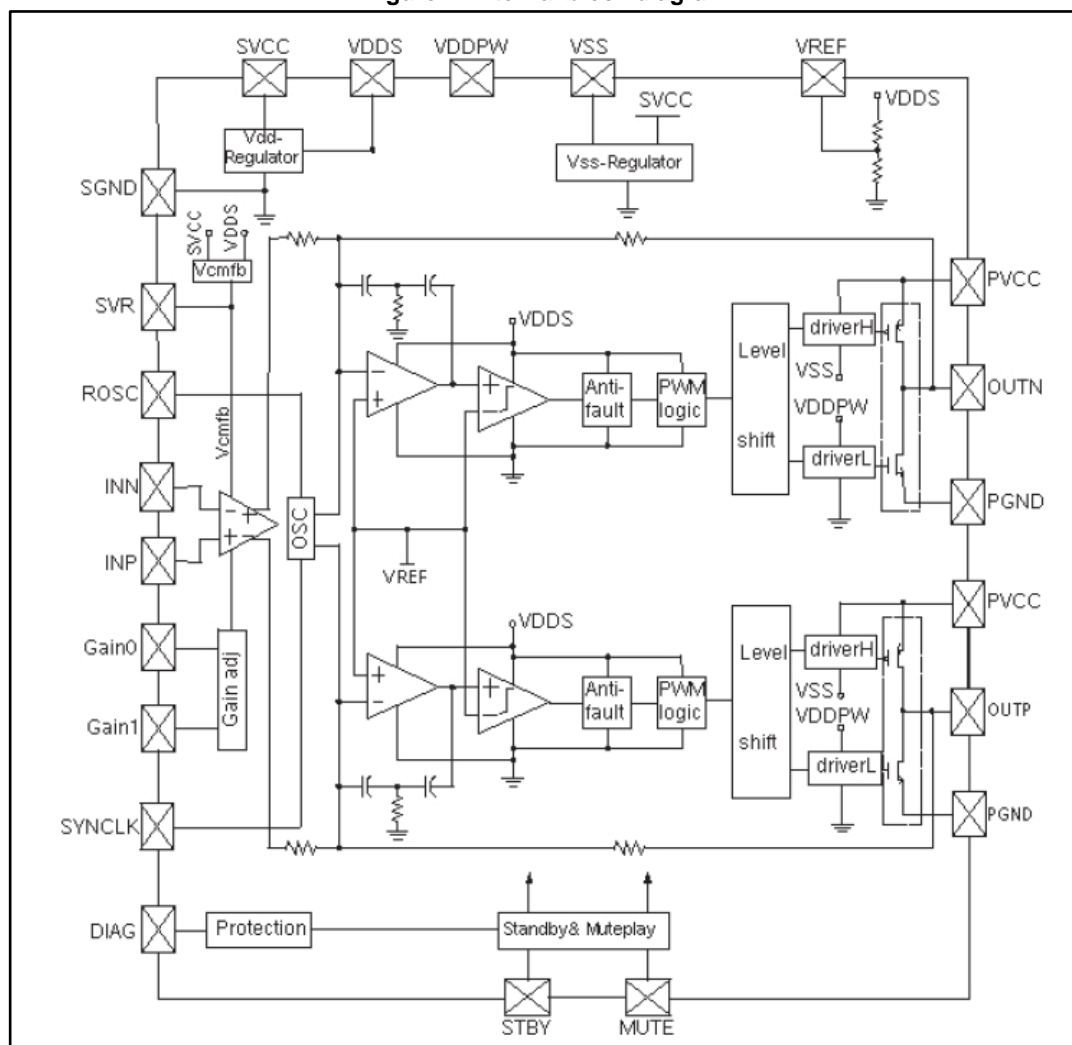 SVCC VDDS VDDPW VSS VREF
SVCC
VDDS
Vdd-
Regulator
Vss-Regulator
SGND
SVCC
VDDS
Vcmfb
SVR
PVCC
driverH
VDDS
Level
shift
ROSC
Anti-
fault
PWM
logic
VSS
OUTN
VDDPW
Vcmfb
driverL
INN
PGND
OSC
INP
VREF
PVCC
VDDS
Level
shift
driverH
Gain0
Gain adj
Anti-
fault
PWM
logic
VSS
VDDPW
OUTP
Gain1
driverL
SYNCLK
PGND
DIAG
Protection
Standby& Muteplay
STBY MUTE